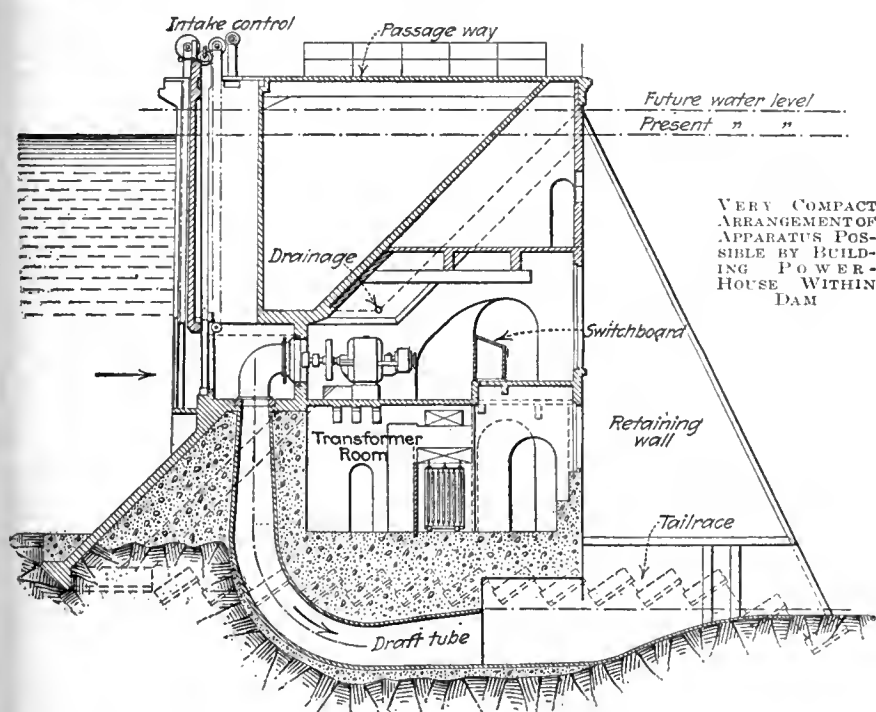 Intake control
Passage way
Future water level
Present " "
VERY COMPACT
ARRANGEMENT OF
APPARATUS POS-
SIBLE BY BUILD-
ING POWER-
HOUSE WITHIN
DAM
Drainage
Switchboard
Transformer
Room
Retaining
wall
Tailrace
Draft tube